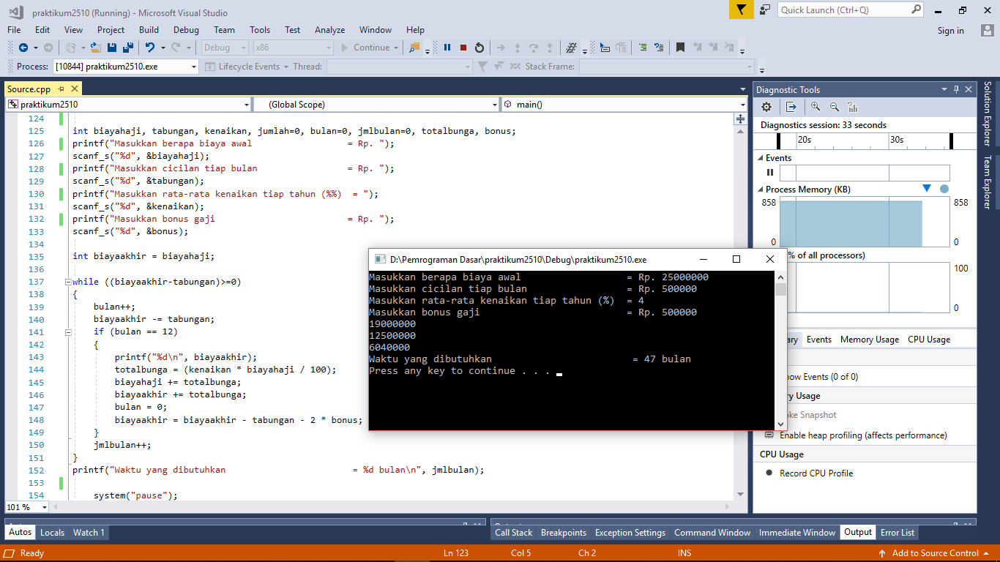 praktikum2510 (Running) - Microsoft Visual Studio
Quick Launch (Ctrl+Q)
File Edit View Project Build Debug Team Tools Test Analyze Window Help
Sign in
Debug x86 Continue
Process: [10844] praktikum2510.exe Lifecycle Events Thread: Stack Frame:
Source.cpp
praktikum2510 (Global Scope) main()
124
125 int biayahaji, tabungan, kenaikan, jumlah=0, bulan=0, jmlbulan=0, totalbunga, bonus;
126 printf("Masukkan berapa biaya awal = Rp. ");
127 scanf_s("%d", &biayahaji);
128 printf("Masukkan cicilan tiap bulan = Rp. ");
129 scanf_s("%d", &tabungan);
130 printf("Masukkan rata-rata kenaikan tiap tahun (%%) = ");
131 scanf_s("%d", &kenaikan);
132 printf("Masukkan bonus gaji = Rp. ");
133 scanf_s("%d", &bonus);
134
135 int biayaakhir = biayahaji;
136
137 while ((biayaakhir-tabungan)>=0)
138 {
139 bulan++;
140 biayaakhir -= tabungan;
141 if (bulan == 12)
142 {
143 printf("%d\n", biayaakhir);
144 totalbunga = (kenaikan * biayahaji / 100);
145 biayahaji += totalbunga;
146 biayaakhir += totalbunga;
147 bulan = 0;
148 biayaakhir = biayaakhir - tabungan - 2 * bonus;
149 }
150 jmlbulan++;
151 }
152 printf("Waktu yang dibutuhkan = %d bulan\n", jmlbulan);
153
154 system("pause");
101 %
D:\Pemrograman Dasar\praktikum2510\Debug\praktikum2510.exe
Masukkan berapa biaya awal = Rp. 25000000
Masukkan cicilan tiap bulan = Rp. 500000
Masukkan rata-rata kenaikan tiap tahun (%) = 4
Masukkan bonus gaji = Rp. 500000
19000000
12500000
6040000
Waktu yang dibutuhkan = 47 bulan
Press any key to continue . . .
Diagnostic Tools
Diagnostics session: 33 seconds
20s 30s
Events
Process Memory (KB)
858 858
0 0
% of all processors)
100
0
Events Memory Usage CPU Usage
how Events (0 of 0)
ry Usage
ake Snapshot
Enable heap profiling (affects performance)
CPU Usage
Record CPU Profile
Solution Explorer
Team Explorer
Autos Locals Watch 1
Call Stack Breakpoints Exception Settings Command Window Immediate Window Output Error List
Ready Ln 123 Col 5 Ch 2 INS Add to Source Control